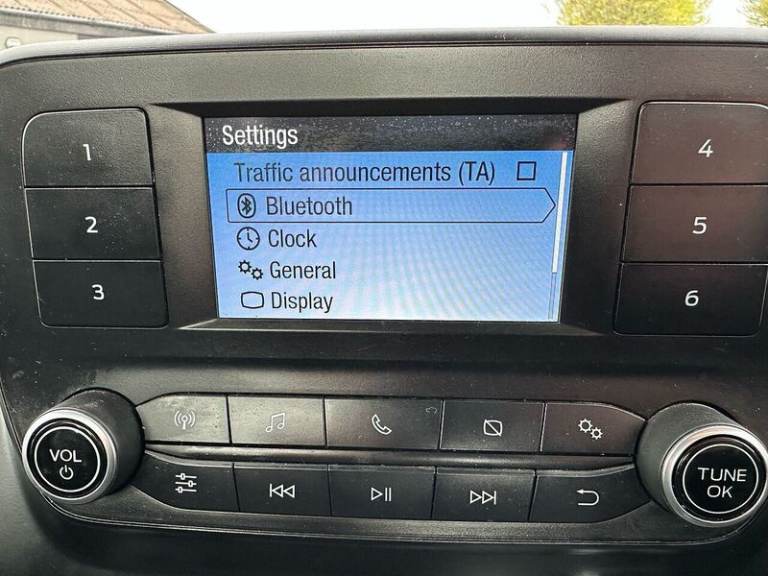 Settings
Traffic announcements (TA)
Bluetooth
Clock
General
Display
1
2
3
4
5
6
VOL
TUNE
OK